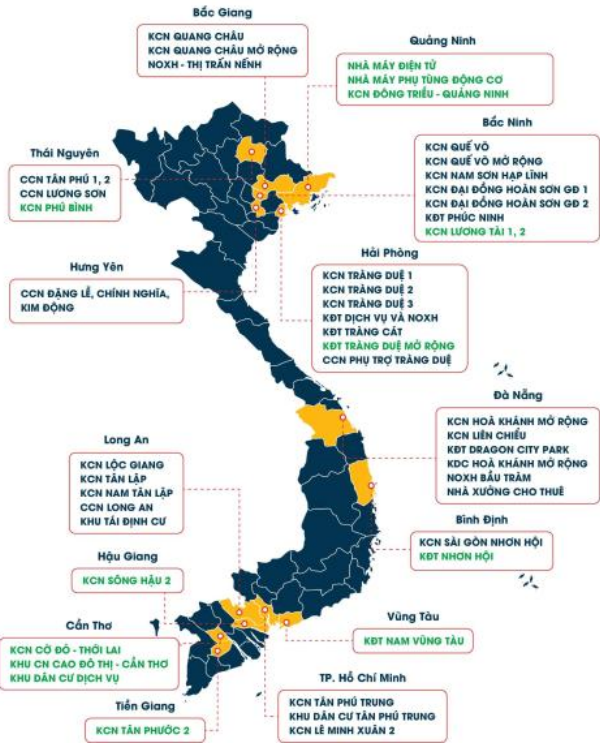 Bắc Giang
KCN QUANG CHÂU
KCN QUANG CHÂU MỞ RỘNG
NOXH - THỊ TRẤN NẾNH
Quảng Ninh
NHÀ MÁY ĐIỆN TỬ
NHÀ MÁY PHỤ TÙNG ĐỘNG CƠ
KCN ĐÔNG TRIỀU - QUẢNG NINH
Bắc Ninh
KCN QUẾ VÕ
KCN QUẾ VÕ MỞ RỘNG
KCN NAM SƠN HẠP LĨNH
KCN ĐẠI ĐỒNG HOÀN SƠN GĐ 1
KCN ĐẠI ĐỒNG HOÀN SƠN GĐ 2
KĐT PHÚC NINH
KCN LƯƠNG TÀI 1, 2
Thái Nguyên
CCN TÂN PHÚ 1, 2
CCN LƯƠNG SƠN
KCN PHÚ BÌNH
Hưng Yên
CCN ĐẶNG LỄ, CHÍNH NGHĨA,
KIM ĐỘNG
Hải Phòng
KCN TRÀNG DUỆ 1
KCN TRÀNG DUỆ 2
KCN TRÀNG DUỆ 3
KĐT DỊCH VỤ VÀ NOXH
KĐT TRÀNG CÁT
KĐT TRÀNG DUỆ MỞ RỘNG
CCN PHỤ TRỢ TRÀNG DUỆ
Đà Nẵng
KCN HOÀ KHÁNH MỞ RỘNG
KCN LIÊN CHIỂU
KĐT DRAGON CITY PARK
KDC HOÀ KHÁNH MỞ RỘNG
NOXH BẦU TRÀM
NHÀ XƯỞNG CHO THUÊ
Long An
KCN LỘC GIANG
KCN TÂN LẬP
KCN NAM TÂN LẬP
CCN LONG AN
KHU TÁI ĐỊNH CƯ
Bình Định
KCN SÀI GÒN NHƠN HỘI
KĐT NHƠN HỘI
Hậu Giang
KCN SÔNG HẬU 2
Vũng Tàu
KĐT NAM VŨNG TÀU
Cần Thơ
KCN CỜ ĐỎ - THỚI LAI
KHU CN CAO ĐÔ THỊ - CẦN THƠ
KHU DÂN CƯ DỊCH VỤ
TP. Hồ Chí Minh
KCN TÂN PHÚ TRUNG
KHU DÂN CƯ TÂN PHÚ TRUNG
KCN LÊ MINH XUÂN 2
Tiền Giang
KCN TÂN PHƯỚC 2